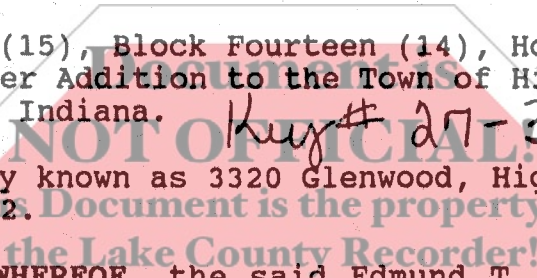 (15), Block Fourteen (14), Ho
Document is
er Addition to the Town of Hi
Indiana. Key# 27-
NOT OFFICIAL!
y known as 3320 Glenwood, Hig
2.
s Document is the property
the Lake County Recorder!
WHEREOF, the said Edmund T.